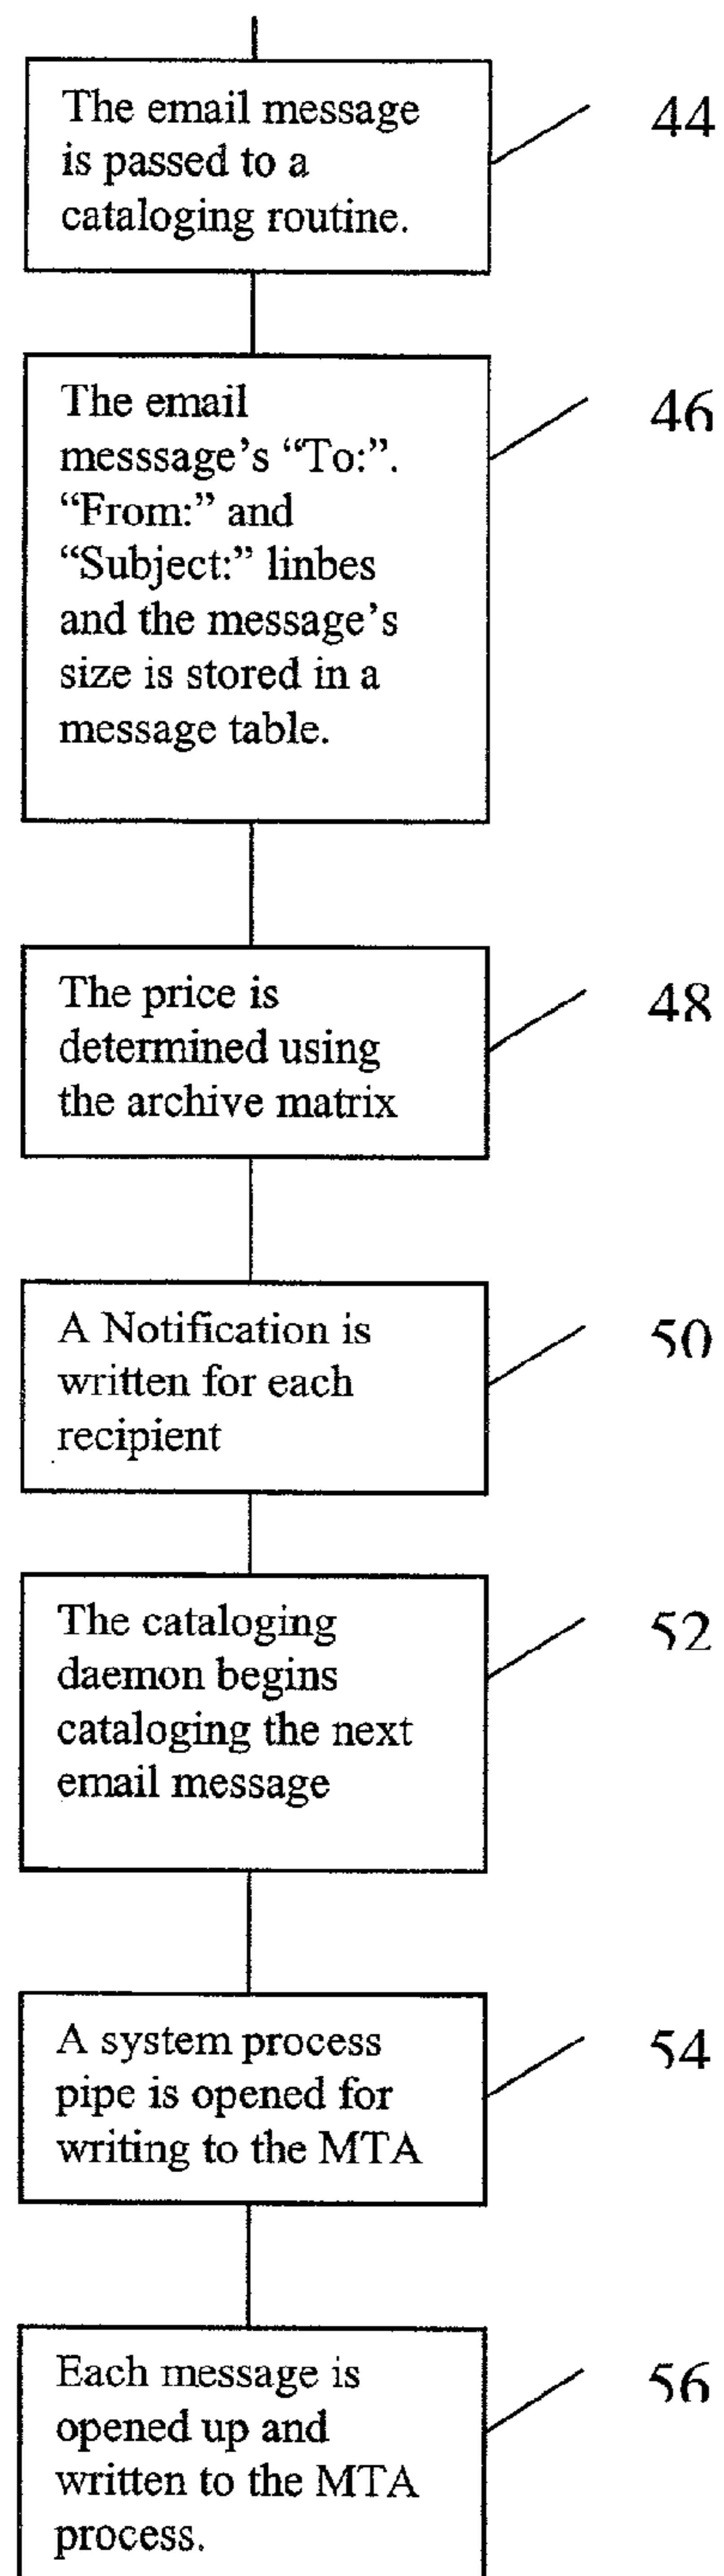 The email message
is passed to a
cataloging routine.
44
The email
messsage's “To:”.
“From:” and
“Subject:” linbes
and the message's
size is stored in a
message table.
46
The price is
determined using
the archive matrix
48
A Notification is
written for each
recipient
50
The cataloging
daemon begins
cataloging the next
email message
52
A system process
pipe is opened for
writing to the MTA
54
Each message is
opened up and
written to the MTA
process.
56